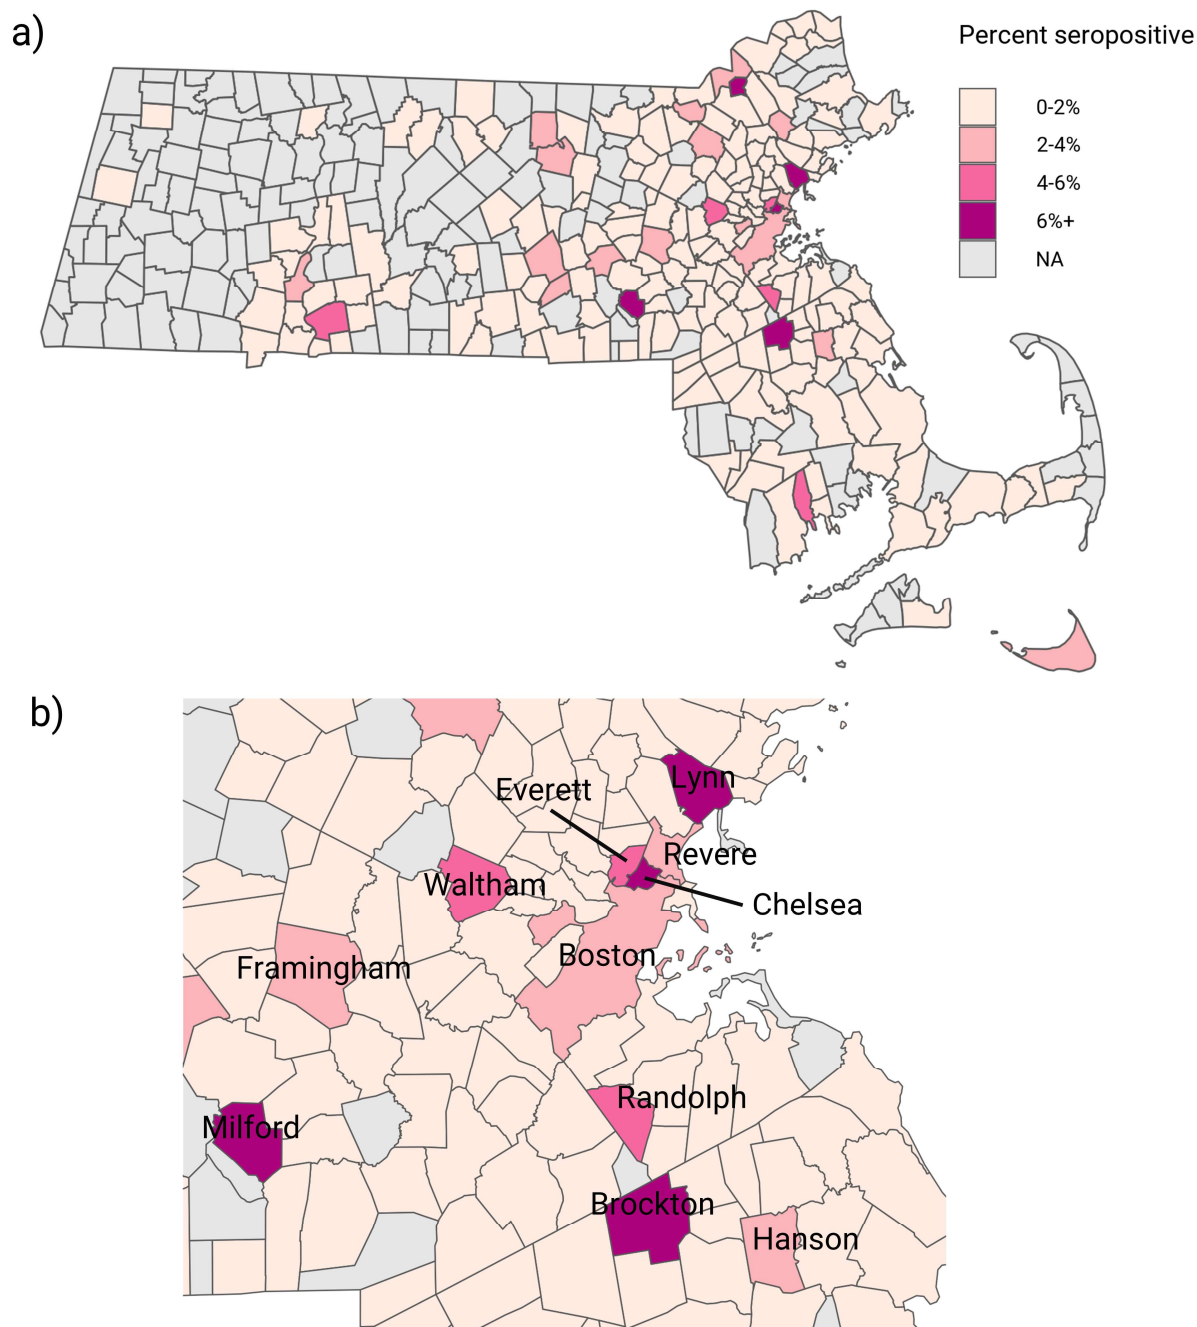 a)
Percent seropositive
0-2%
2-4%
4-6%
6%+
NA
b)
Lynn
Everett
Revere
Waltham
Chelsea
Boston
Framingham
Randolph
Milford
Brockton
Hanson